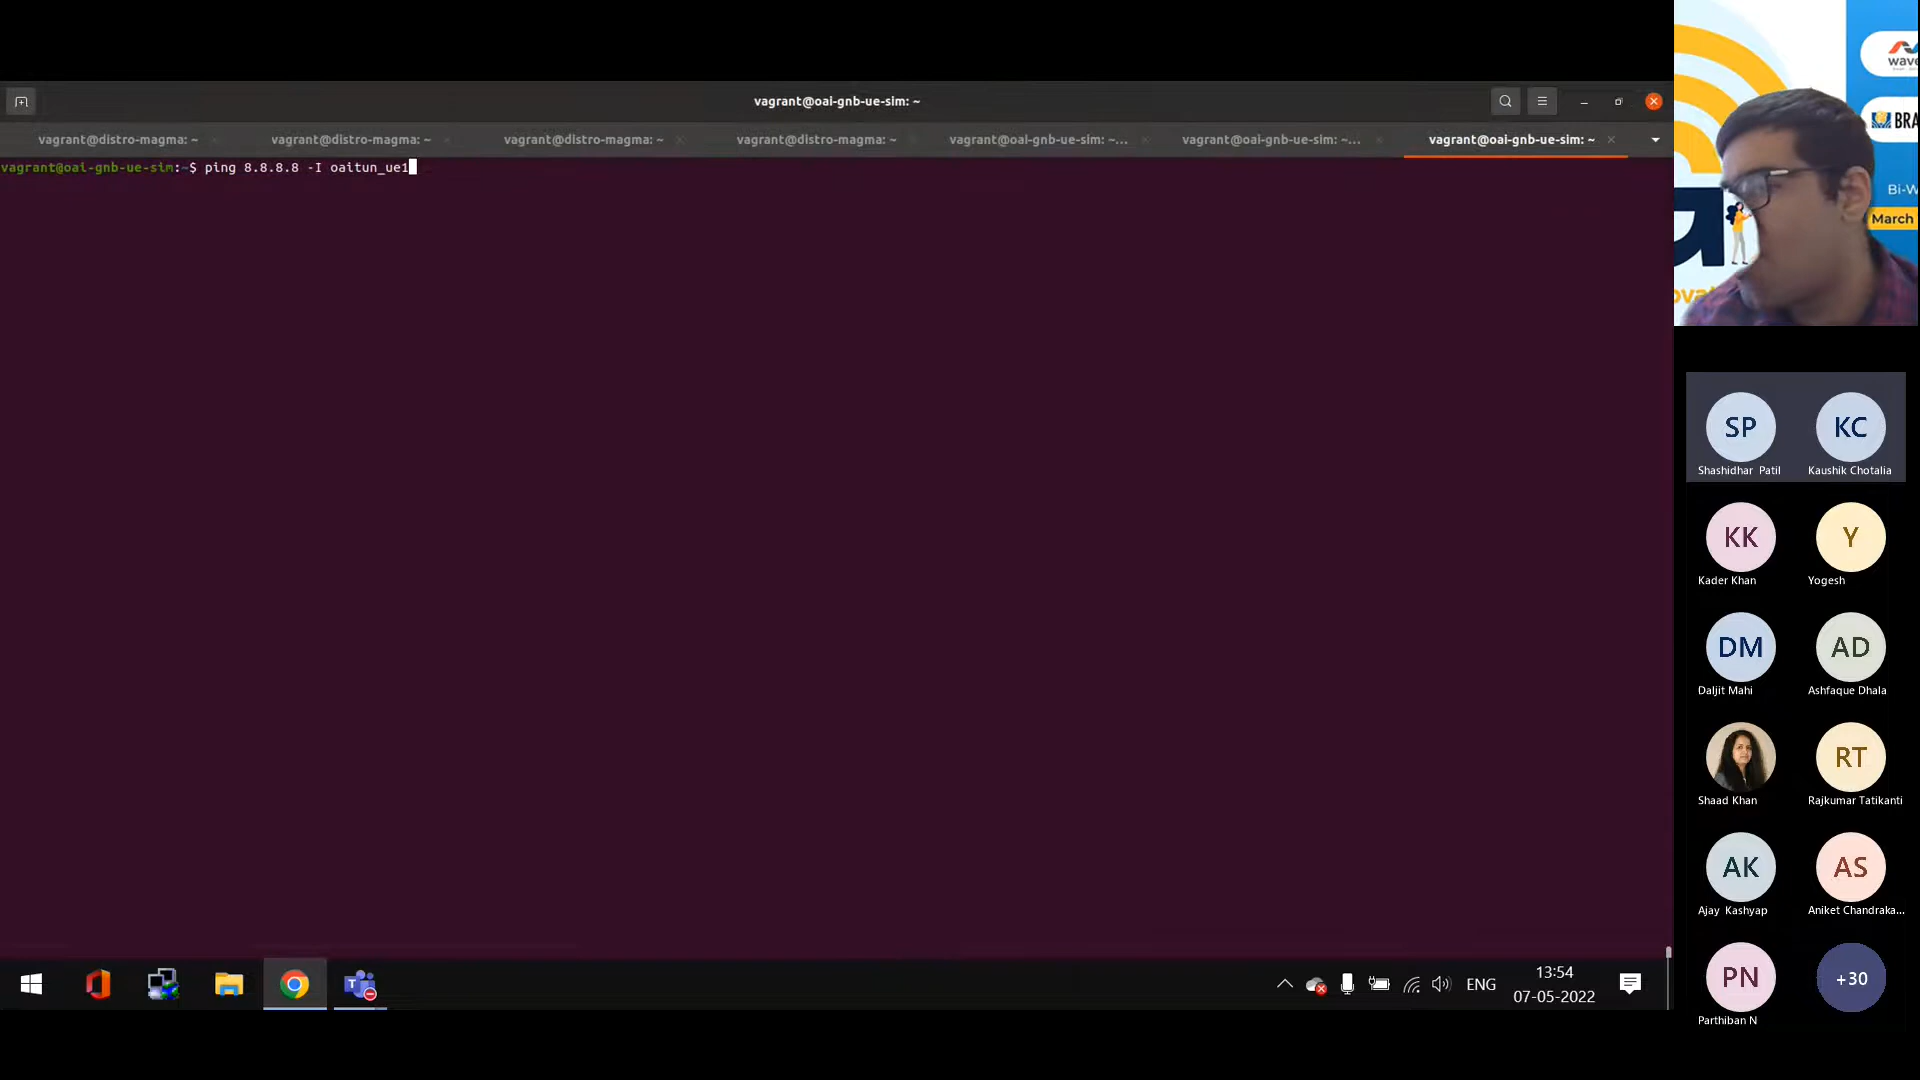 vagrant@oai-gnb-ue-sim: ~
vagrant@distro-magma: ~
vagrant@distro-magma: ~
vagrant@distro-magma: ~
vagrant@distro-magma: ~
vagrant@oai-gnb-ue-sim: ~...
vagrant@oai-gnb-ue-sim: ~...
vagrant@oai-gnb-ue-sim: ~
vagrant@oai-gnb-ue-sim:~$ ping 8.8.8.8 -I oaitun_ue1
wave
BRA
Bi-W
March
ovat
SP
Shashidhar Patil
KC
Kaushik Chotalia
KK
Kader Khan
Y
Yogesh
DM
Daljit Mahi
AD
Ashfaque Dhala
Shaad Khan
RT
Rajkumar Tatikanti
AK
Ajay Kashyap
AS
Aniket Chandraka...
PN
Parthiban N
+30
ENG
13:54
07-05-2022